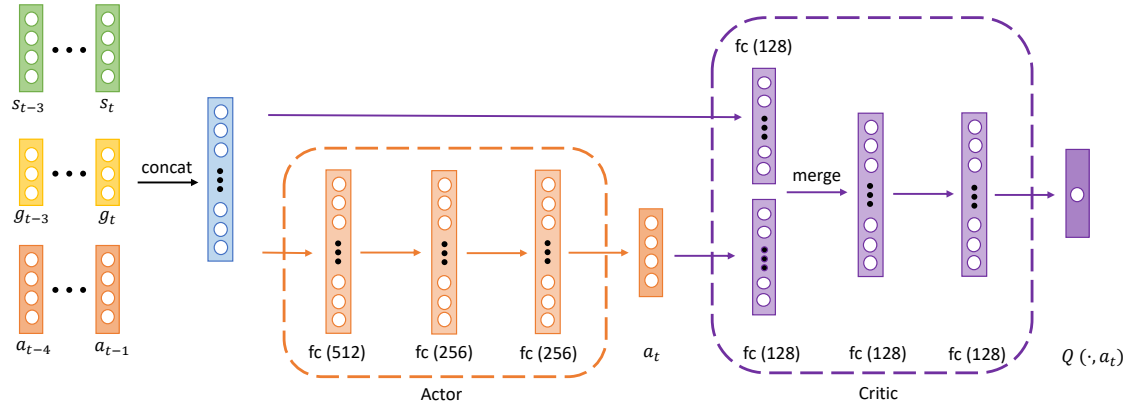 fc (128)
s_{t−3}
s_t
concat
merge
g_{t−3}
g_t
a_{t−4}
a_{t−1}
fc (512)
fc (256)
fc (256)
a_t
fc (128)
fc (128)
fc (128)
Q (·, a_t)
Actor
Critic